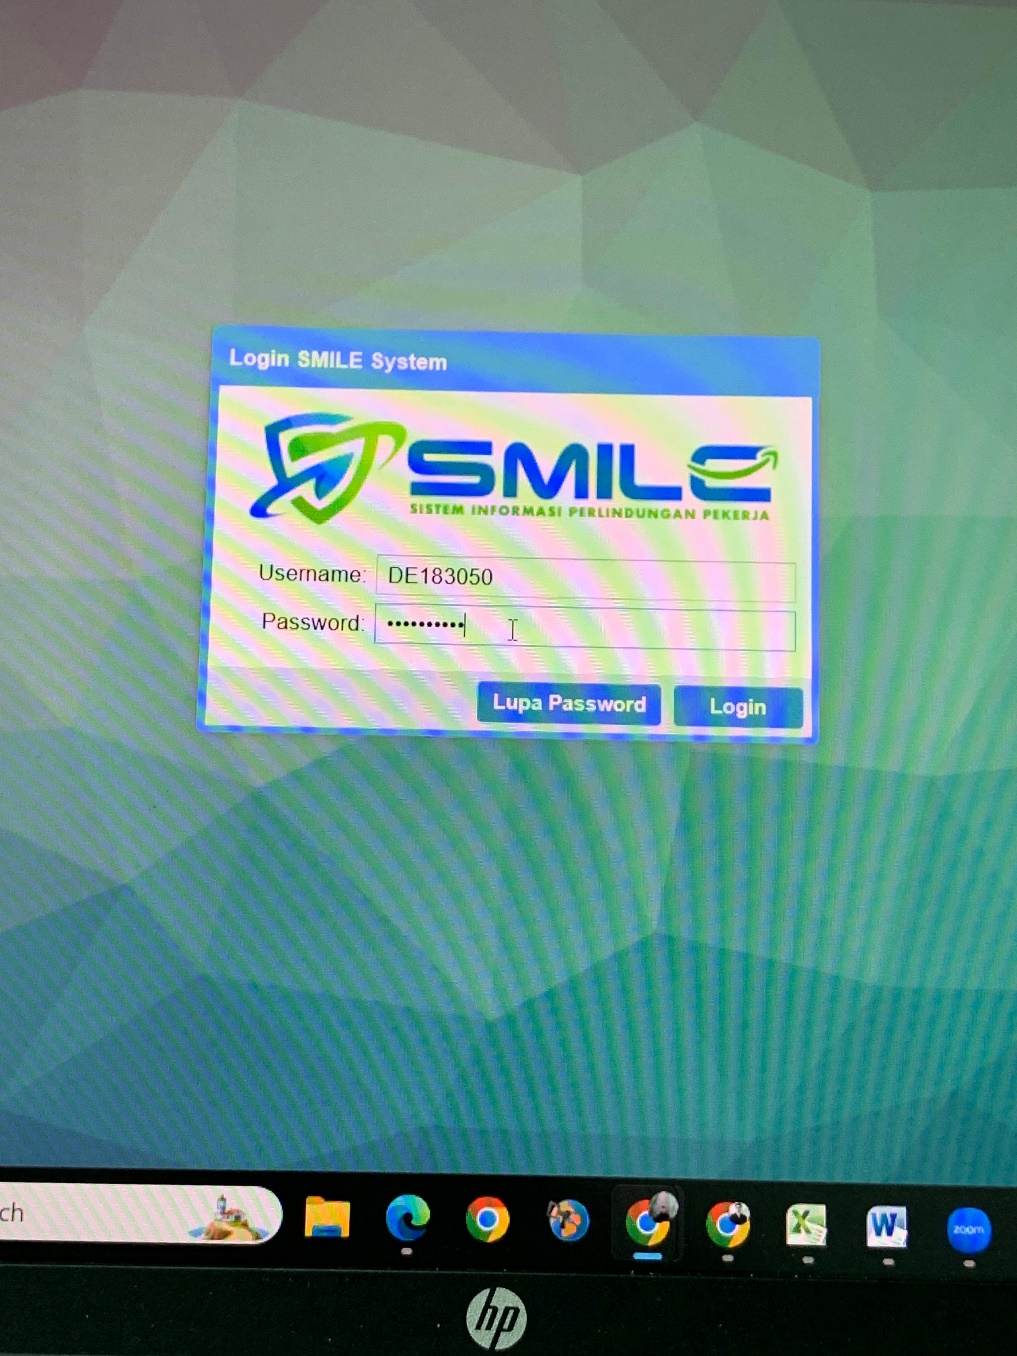 Login SMILE System
SMILE
SISTEM INFORMASI PERLINDUNGAN PEKERJA
Username: DE183050
Password: ••••••••••
Lupa Password Login
ch
zoom
hp